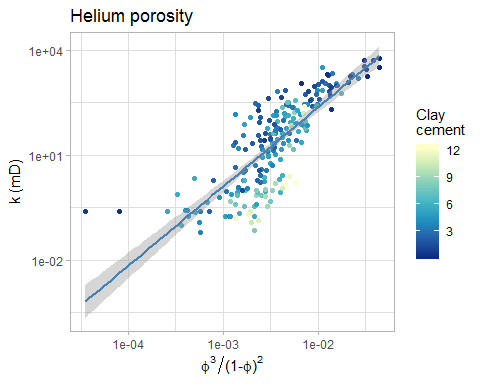 Helium porosity
1e+04
1e+01
1e-02
k (mD)
1e-04 1e-03 1e-02
ϕ³/(1-ϕ)²
Clay
cement
12
9
6
3